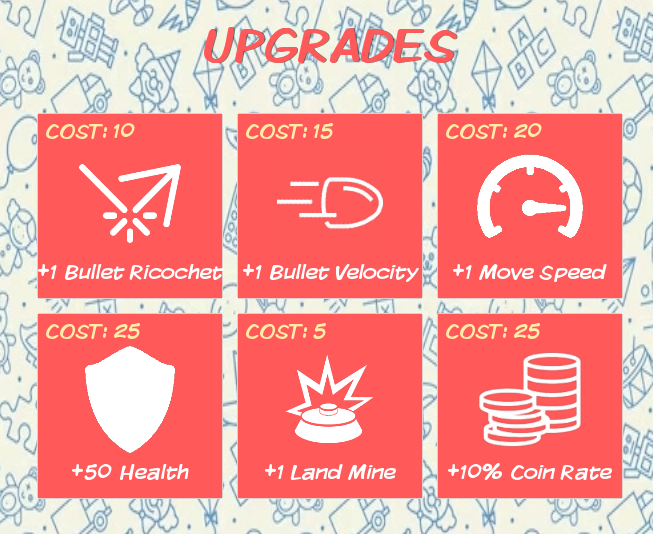 UPGRADES
COST: 10
COST: 15
COST: 20
+1 Bullet Ricochet
+1 Bullet Velocity
+1 Move Speed
COST: 25
COST: 5
COST: 25
+50 Health
+1 Land Mine
+10% Coin Rate
A
B
C